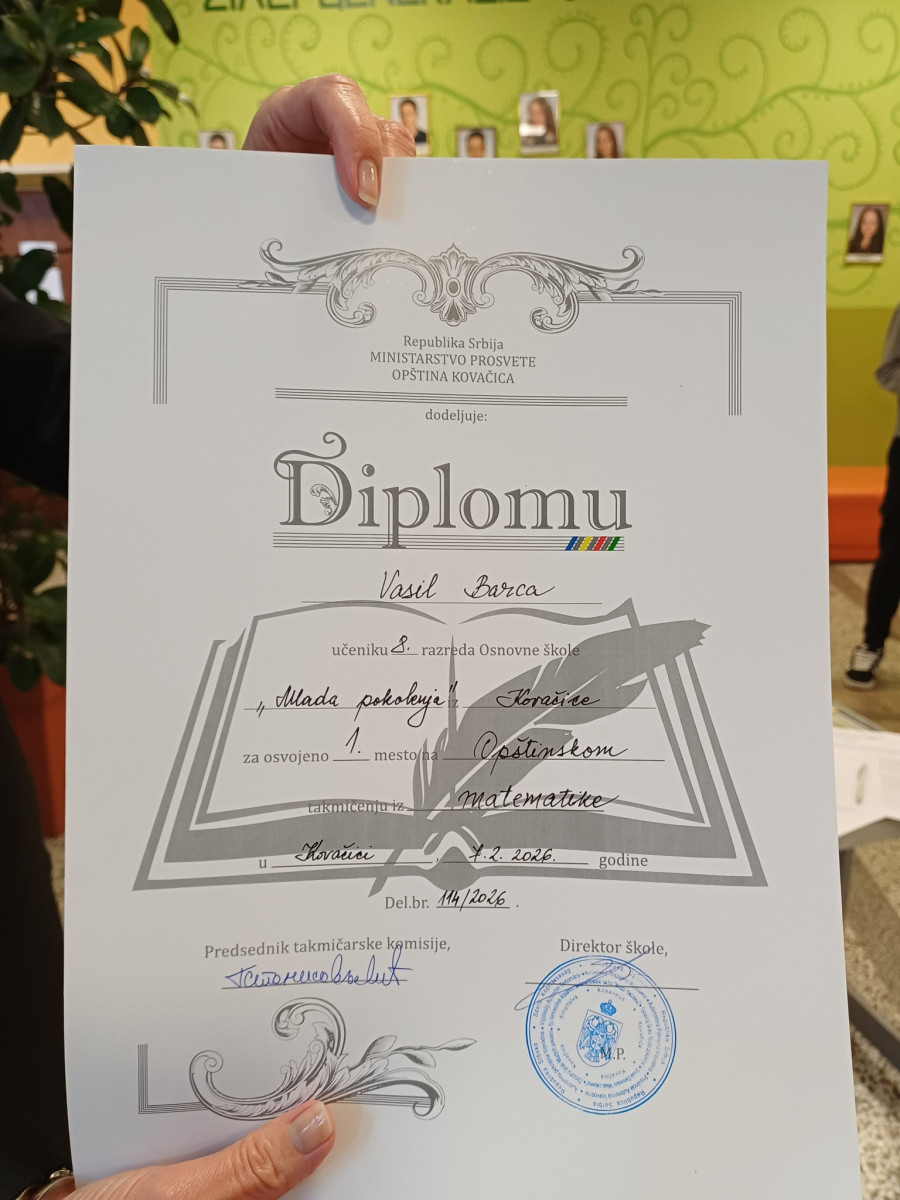 Republika Srbija
MINISTARSTVO PROSVETE
OPŠTINA KOVAČICA
dodeljuje:
Diplomu
Vasil Barca
učeniku 8. razreda Osnovne škole
„Mlada pokolenja" iz Kovačice
za osvojeno 1. mesto na Opštinskom
takmičenju iz matematike
u Kovačici, 7.2. 2026. godine
Del.br. 114/2026 .
Predsednik takmičarske komisije,
Direktor škole,
M.P.